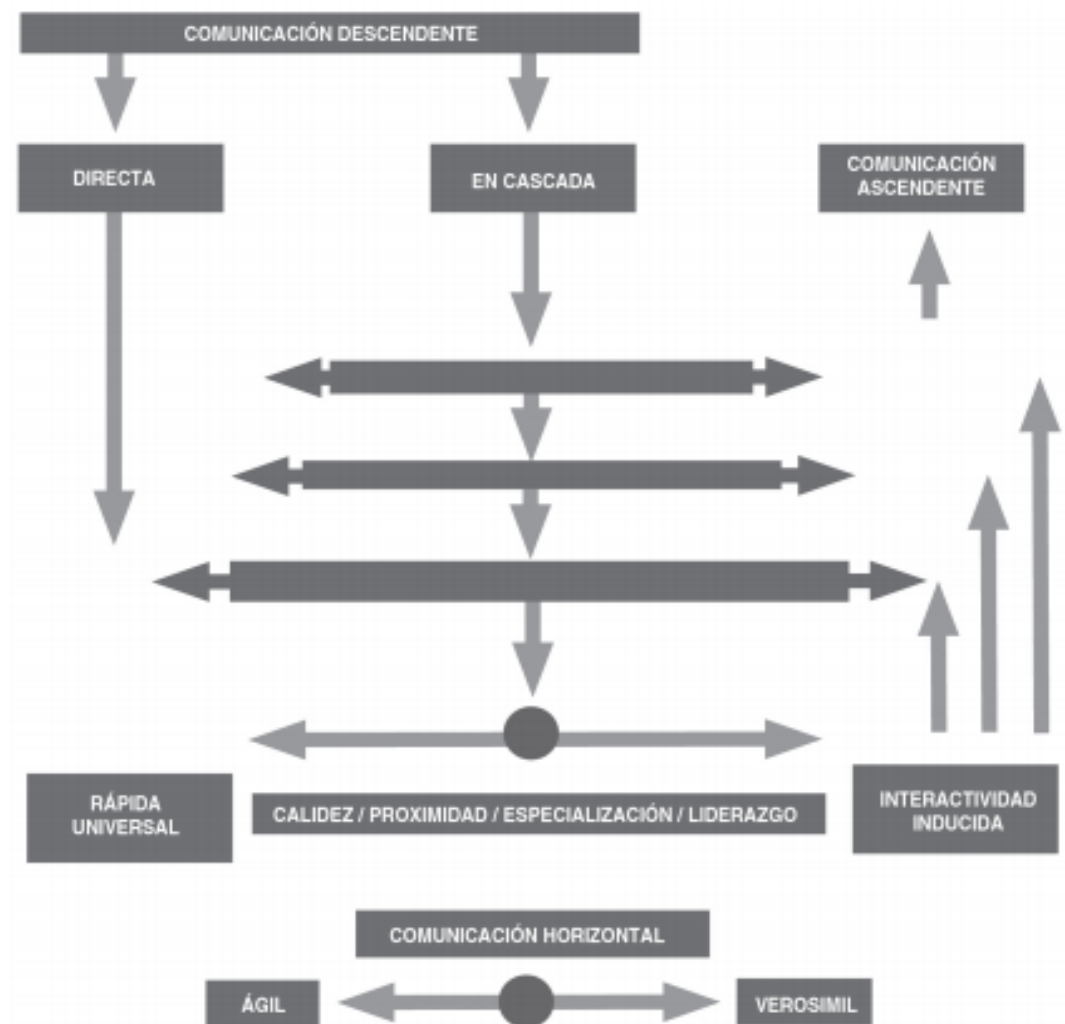 COMUNICACIÓN DESCENDENTE
DIRECTA
EN CASCADA
COMUNICACIÓN
ASCENDENTE
RÁPIDA
UNIVERSAL
CALIDEZ / PROXIMIDAD / ESPECIALIZACIÓN / LIDERAZGO
INTERACTIVIDAD
INDUCIDA
COMUNICACIÓN HORIZONTAL
ÁGIL
VEROSIMIL